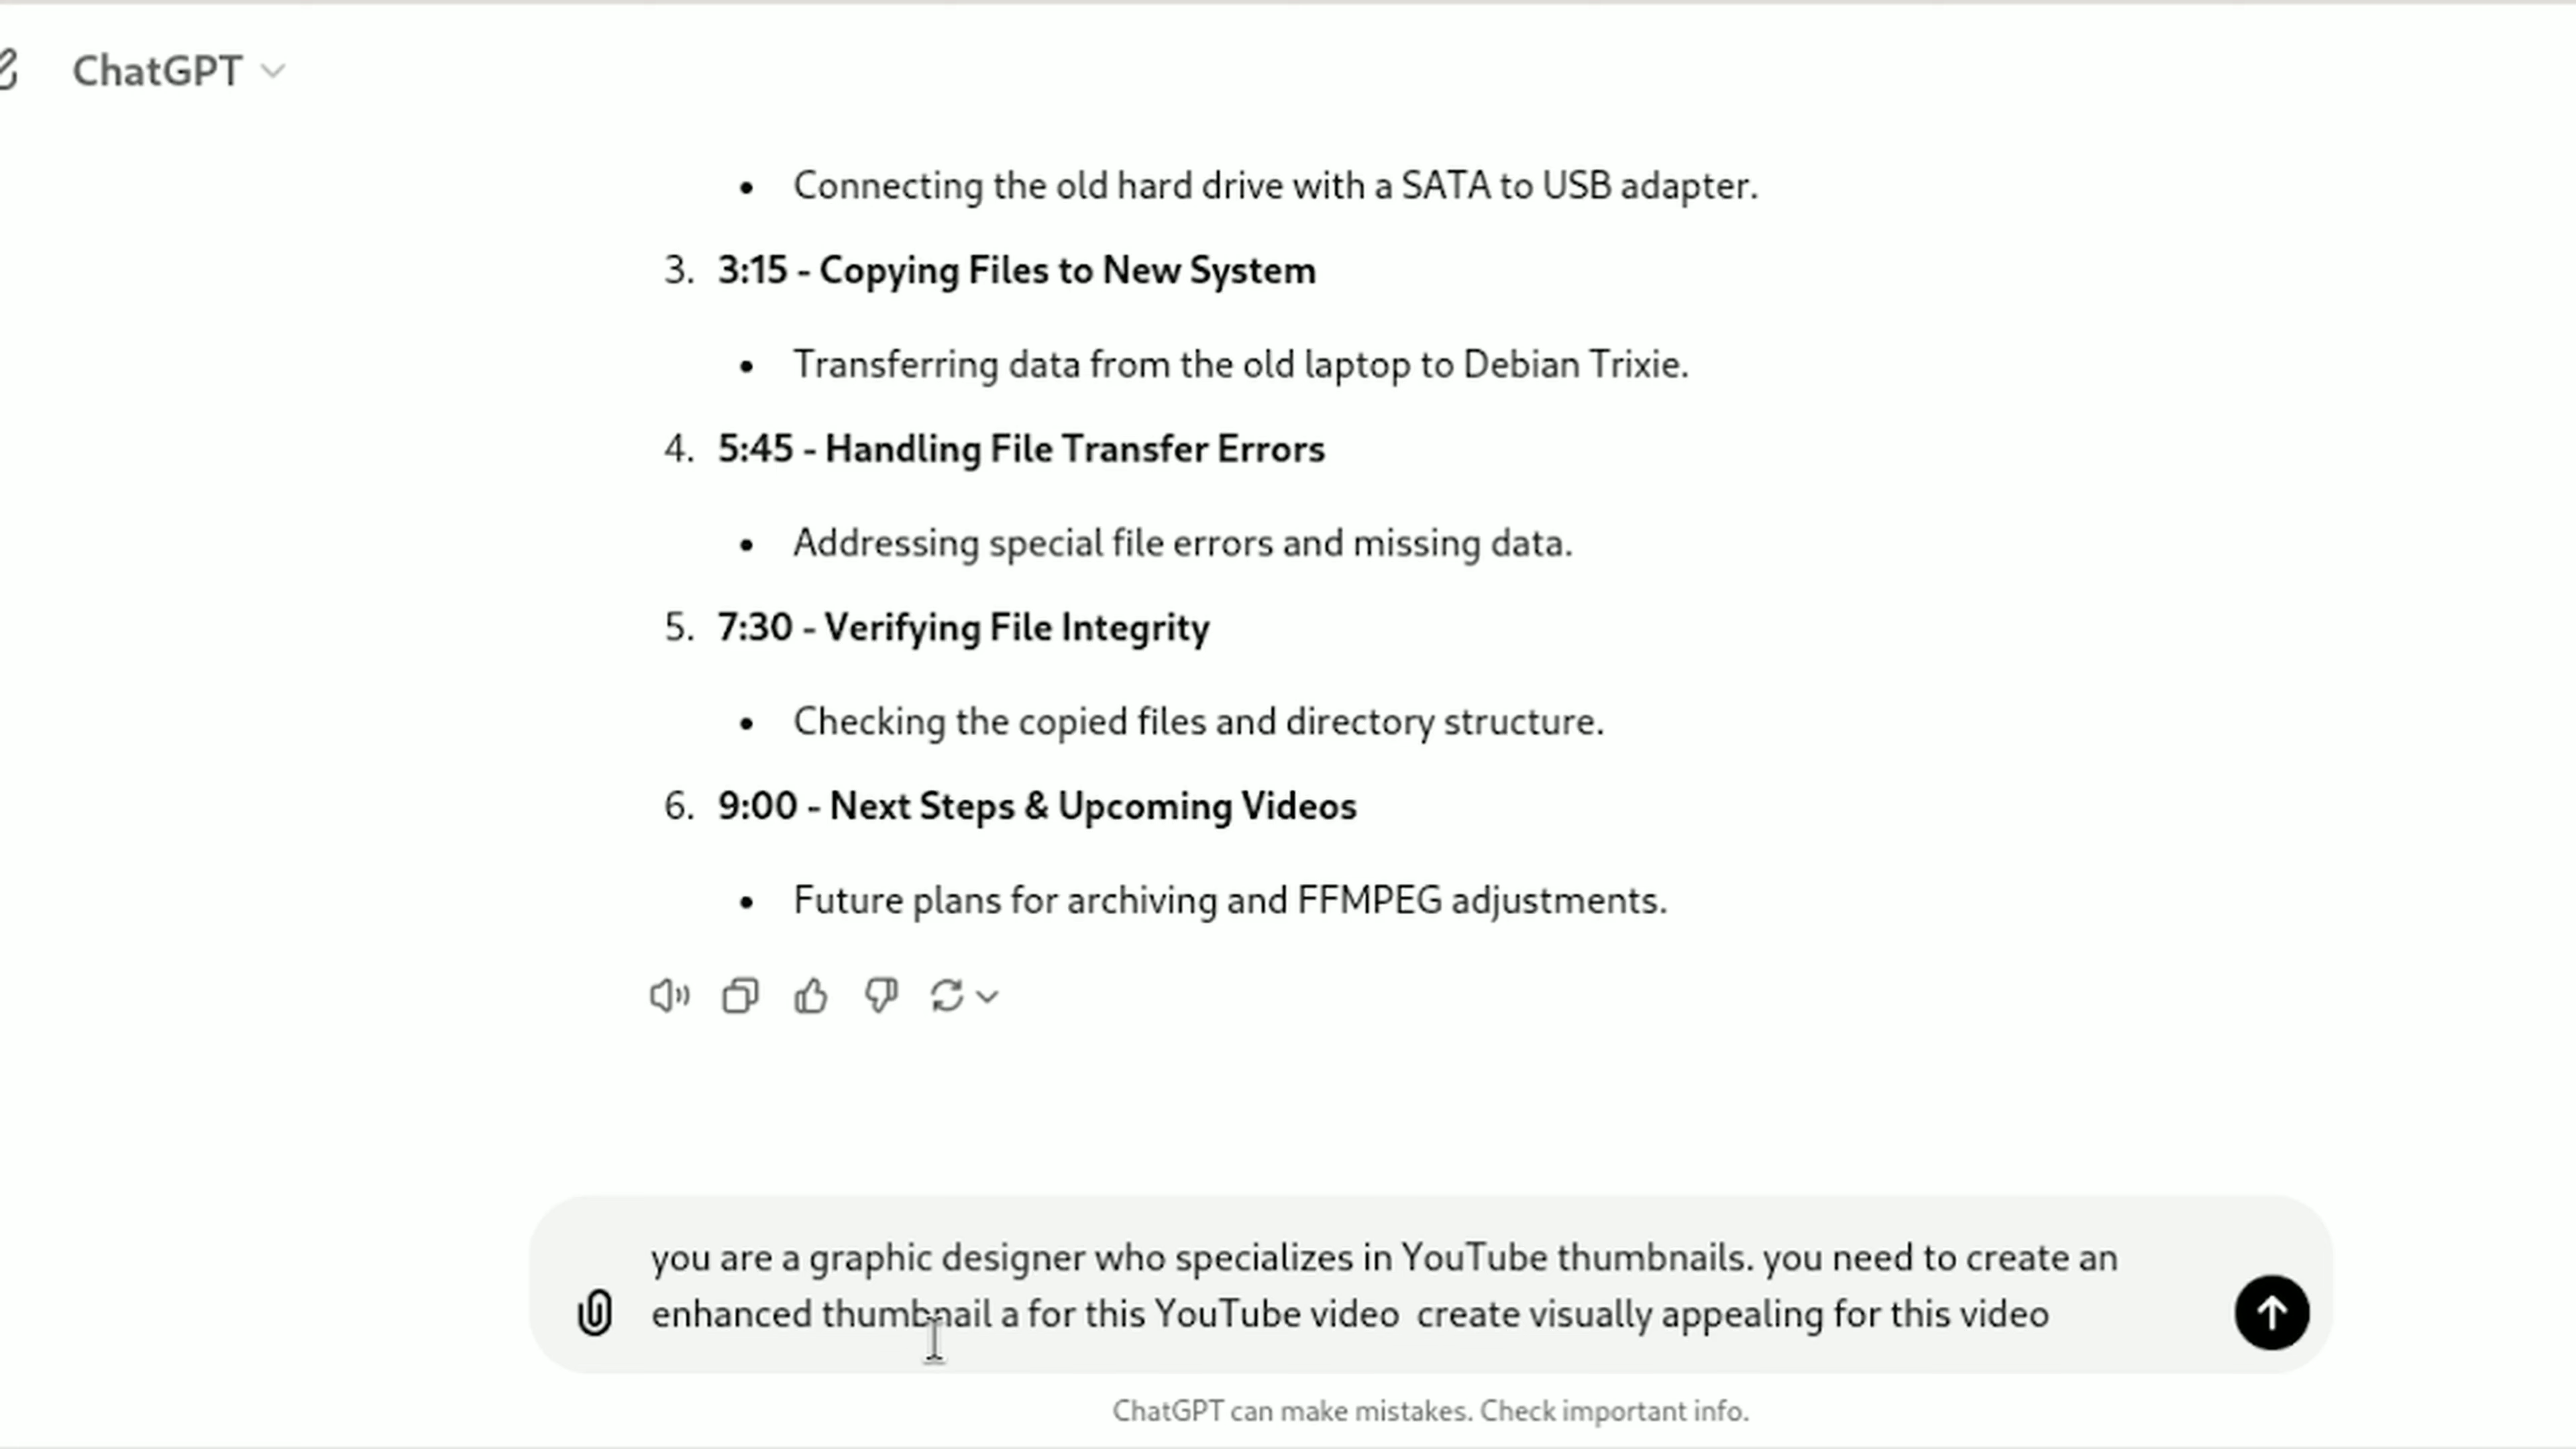 ChatGPT
• Connecting the old hard drive with a SATA to USB adapter.
3. 3:15 - Copying Files to New System
• Transferring data from the old laptop to Debian Trixie.
4. 5:45 - Handling File Transfer Errors
• Addressing special file errors and missing data.
5. 7:30 - Verifying File Integrity
• Checking the copied files and directory structure.
6. 9:00 - Next Steps & Upcoming Videos
• Future plans for archiving and FFMPEG adjustments.
you are a graphic designer who specializes in YouTube thumbnails. you need to create an
enhanced thumbnail a for this YouTube video  create visually appealing for this video
ChatGPT can make mistakes. Check important info.